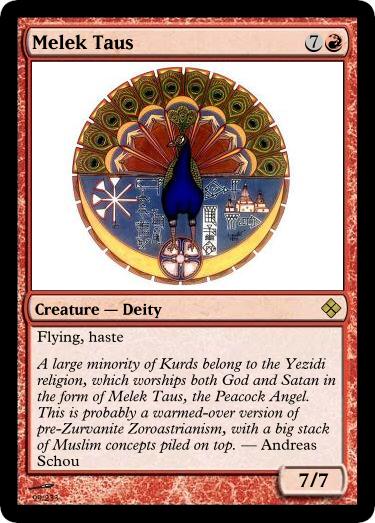 Melek Taus 7
Creature — Deity
Flying, haste
A large minority of Kurds belong to the Yezidi
religion, which worships both God and Satan in
the form of Melek Taus, the Peacock Angel.
This is probably a warmed-over version of
pre-Zurvanite Zoroastrianism, with a big stack
of Muslim concepts piled on top. — Andreas
Schou
7/7